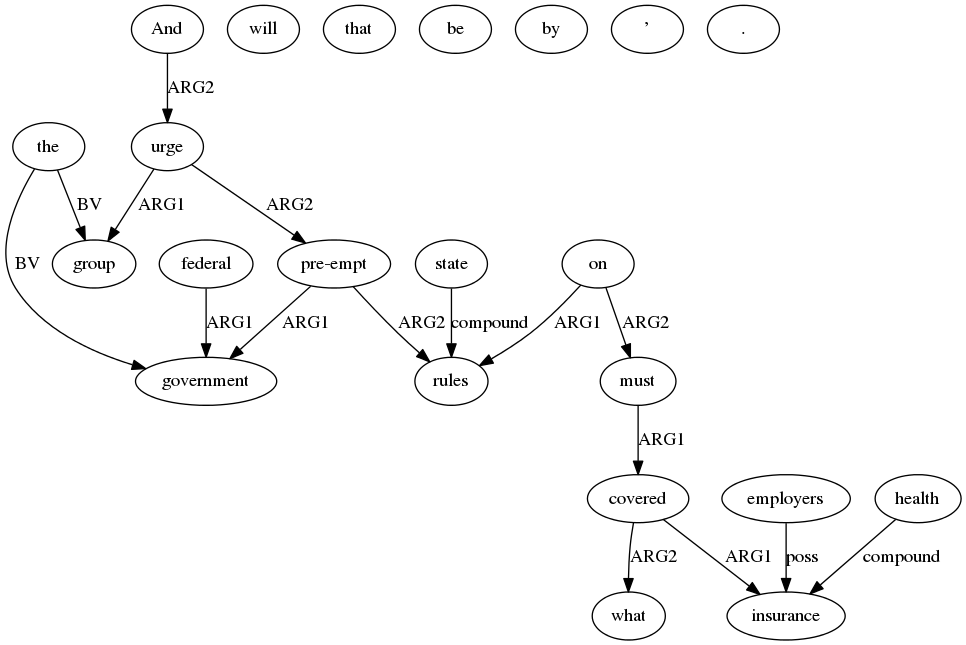 And will that be by ’ .
ARG2
the urge
BV ARG1 ARG2
BV group federal pre-empt state on
ARG1 ARG1 ARG2 compound ARG1 ARG2
government rules must
ARG1
covered employers health
ARG2 ARG1 poss compound
what insurance